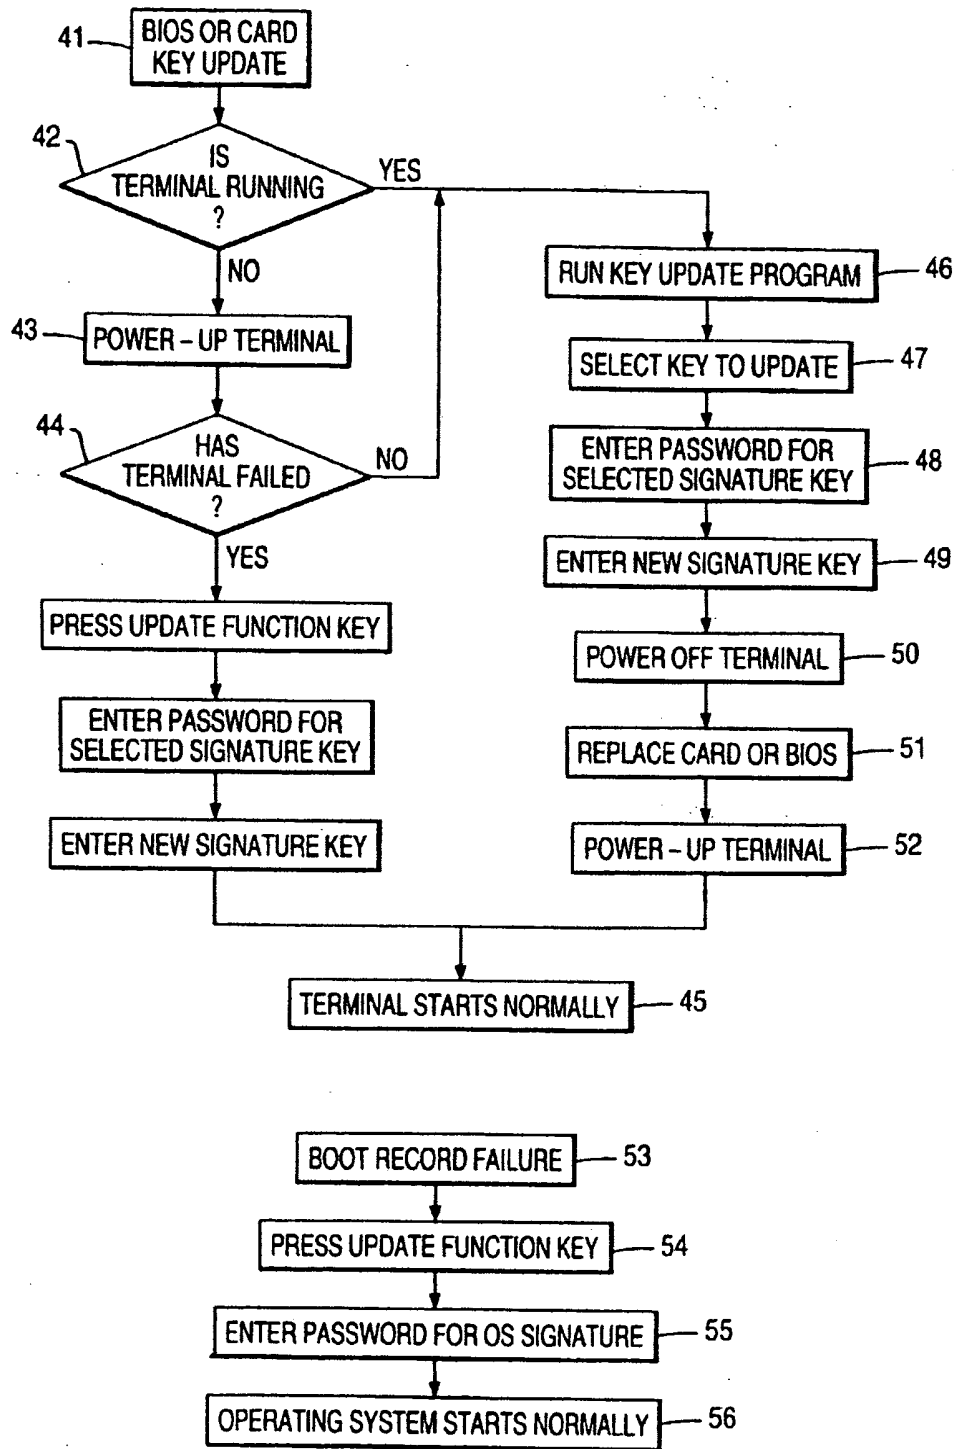 41
BIOS OR CARD
KEY UPDATE
42
IS
TERMINAL RUNNING
?
YES
NO
43
POWER – UP TERMINAL
44
HAS
TERMINAL FAILED
?
NO
YES
PRESS UPDATE FUNCTION KEY
ENTER PASSWORD FOR
SELECTED SIGNATURE KEY
ENTER NEW SIGNATURE KEY
RUN KEY UPDATE PROGRAM
46
SELECT KEY TO UPDATE
47
ENTER PASSWORD FOR
SELECTED SIGNATURE KEY
48
ENTER NEW SIGNATURE KEY
49
POWER OFF TERMINAL
50
REPLACE CARD OR BIOS
51
POWER – UP TERMINAL
52
TERMINAL STARTS NORMALLY
45
BOOT RECORD FAILURE
53
PRESS UPDATE FUNCTION KEY
54
ENTER PASSWORD FOR OS SIGNATURE
55
OPERATING SYSTEM STARTS NORMALLY
56